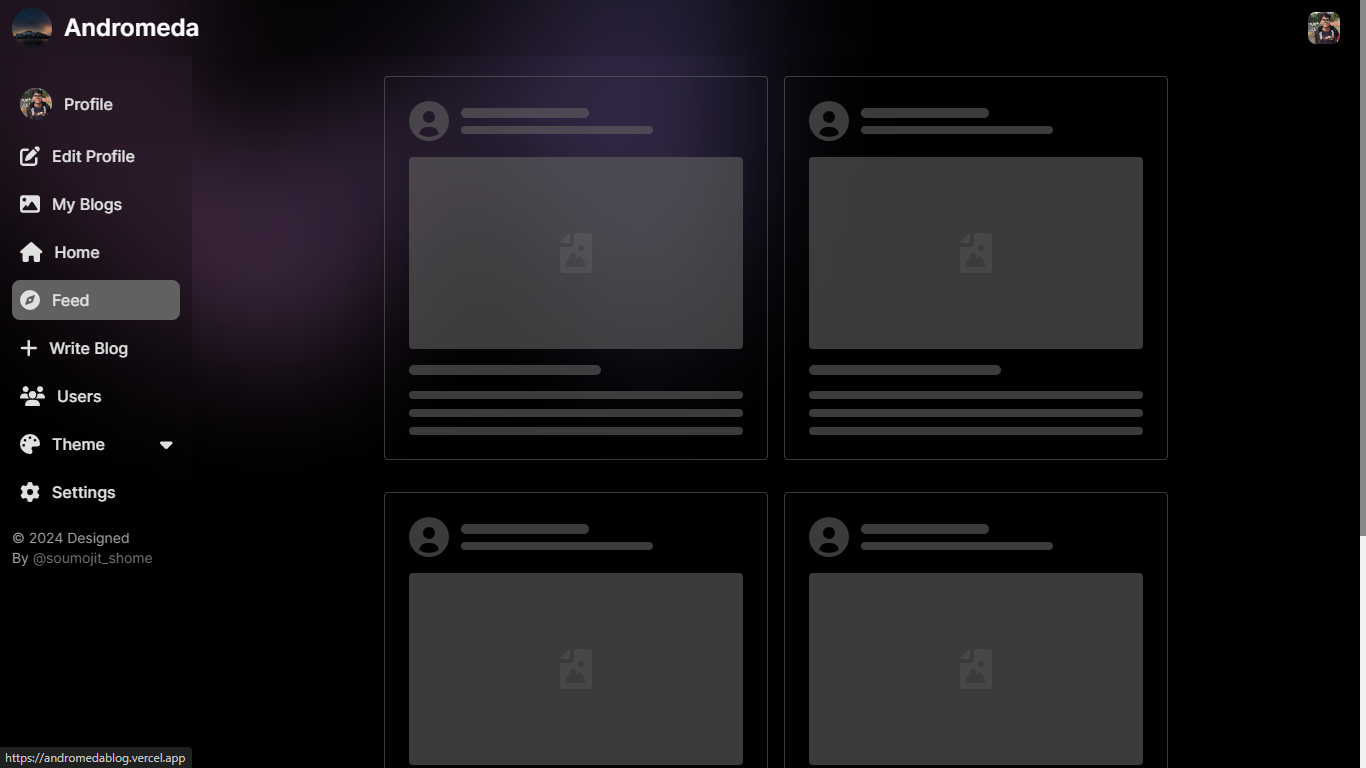 Andromeda
Profile
Edit Profile
My Blogs
Home
Feed
Write Blog
Users
Theme
Settings
© 2024 Designed
By @soumojit_shome
https://andromedablog.vercel.app